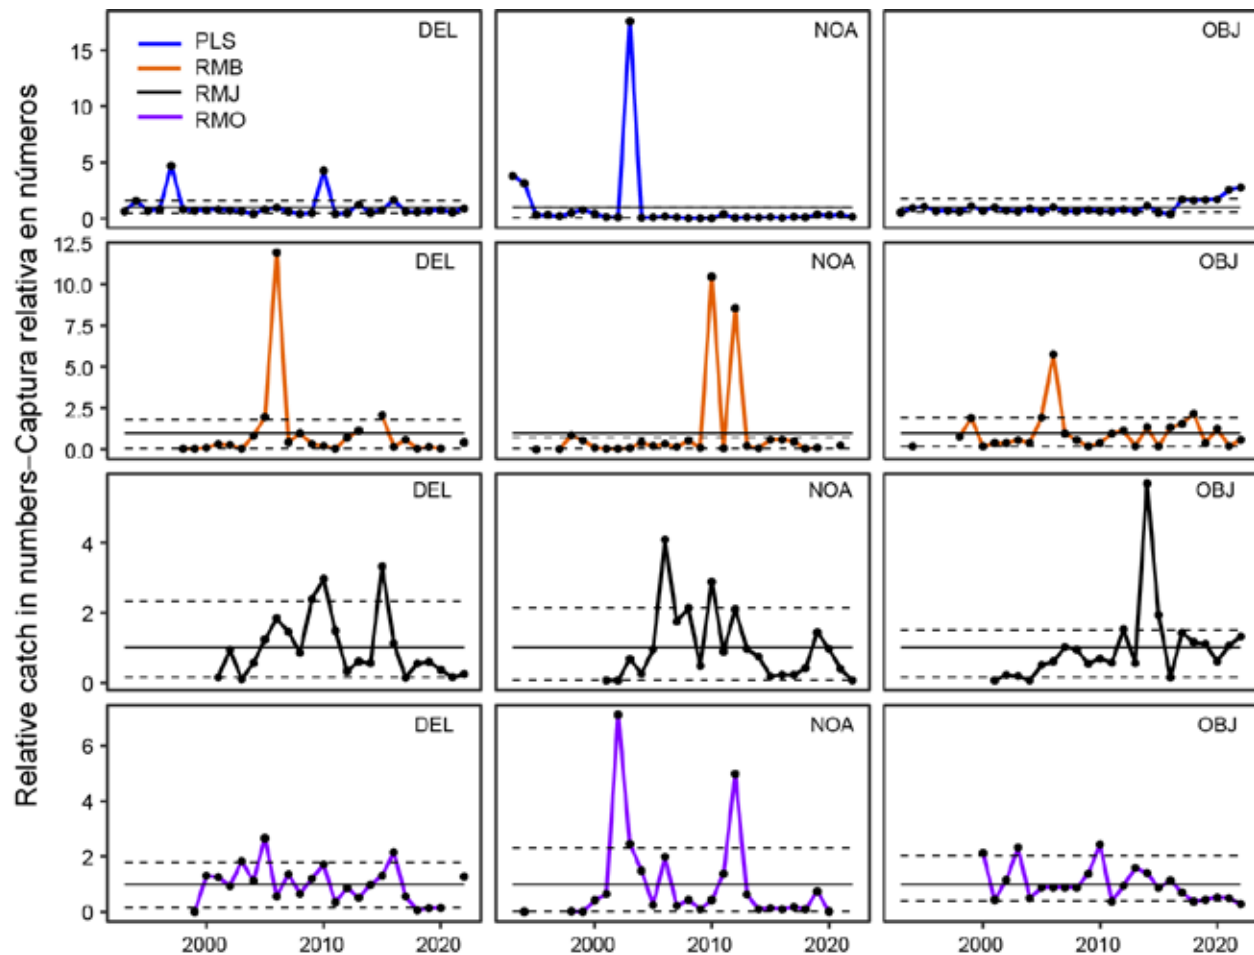 Relative catch in numbers–Captura relativa en números
DEL
NOA
OBJ
PLS
RMB
RMJ
RMO
15
10
5
0
DEL
NOA
OBJ
12.5
10.0
7.5
5.0
2.5
0.0
DEL
NOA
OBJ
4
2
0
DEL
NOA
OBJ
6
4
2
0
2000 2010 2020 2000 2010 2020 2000 2010 2020